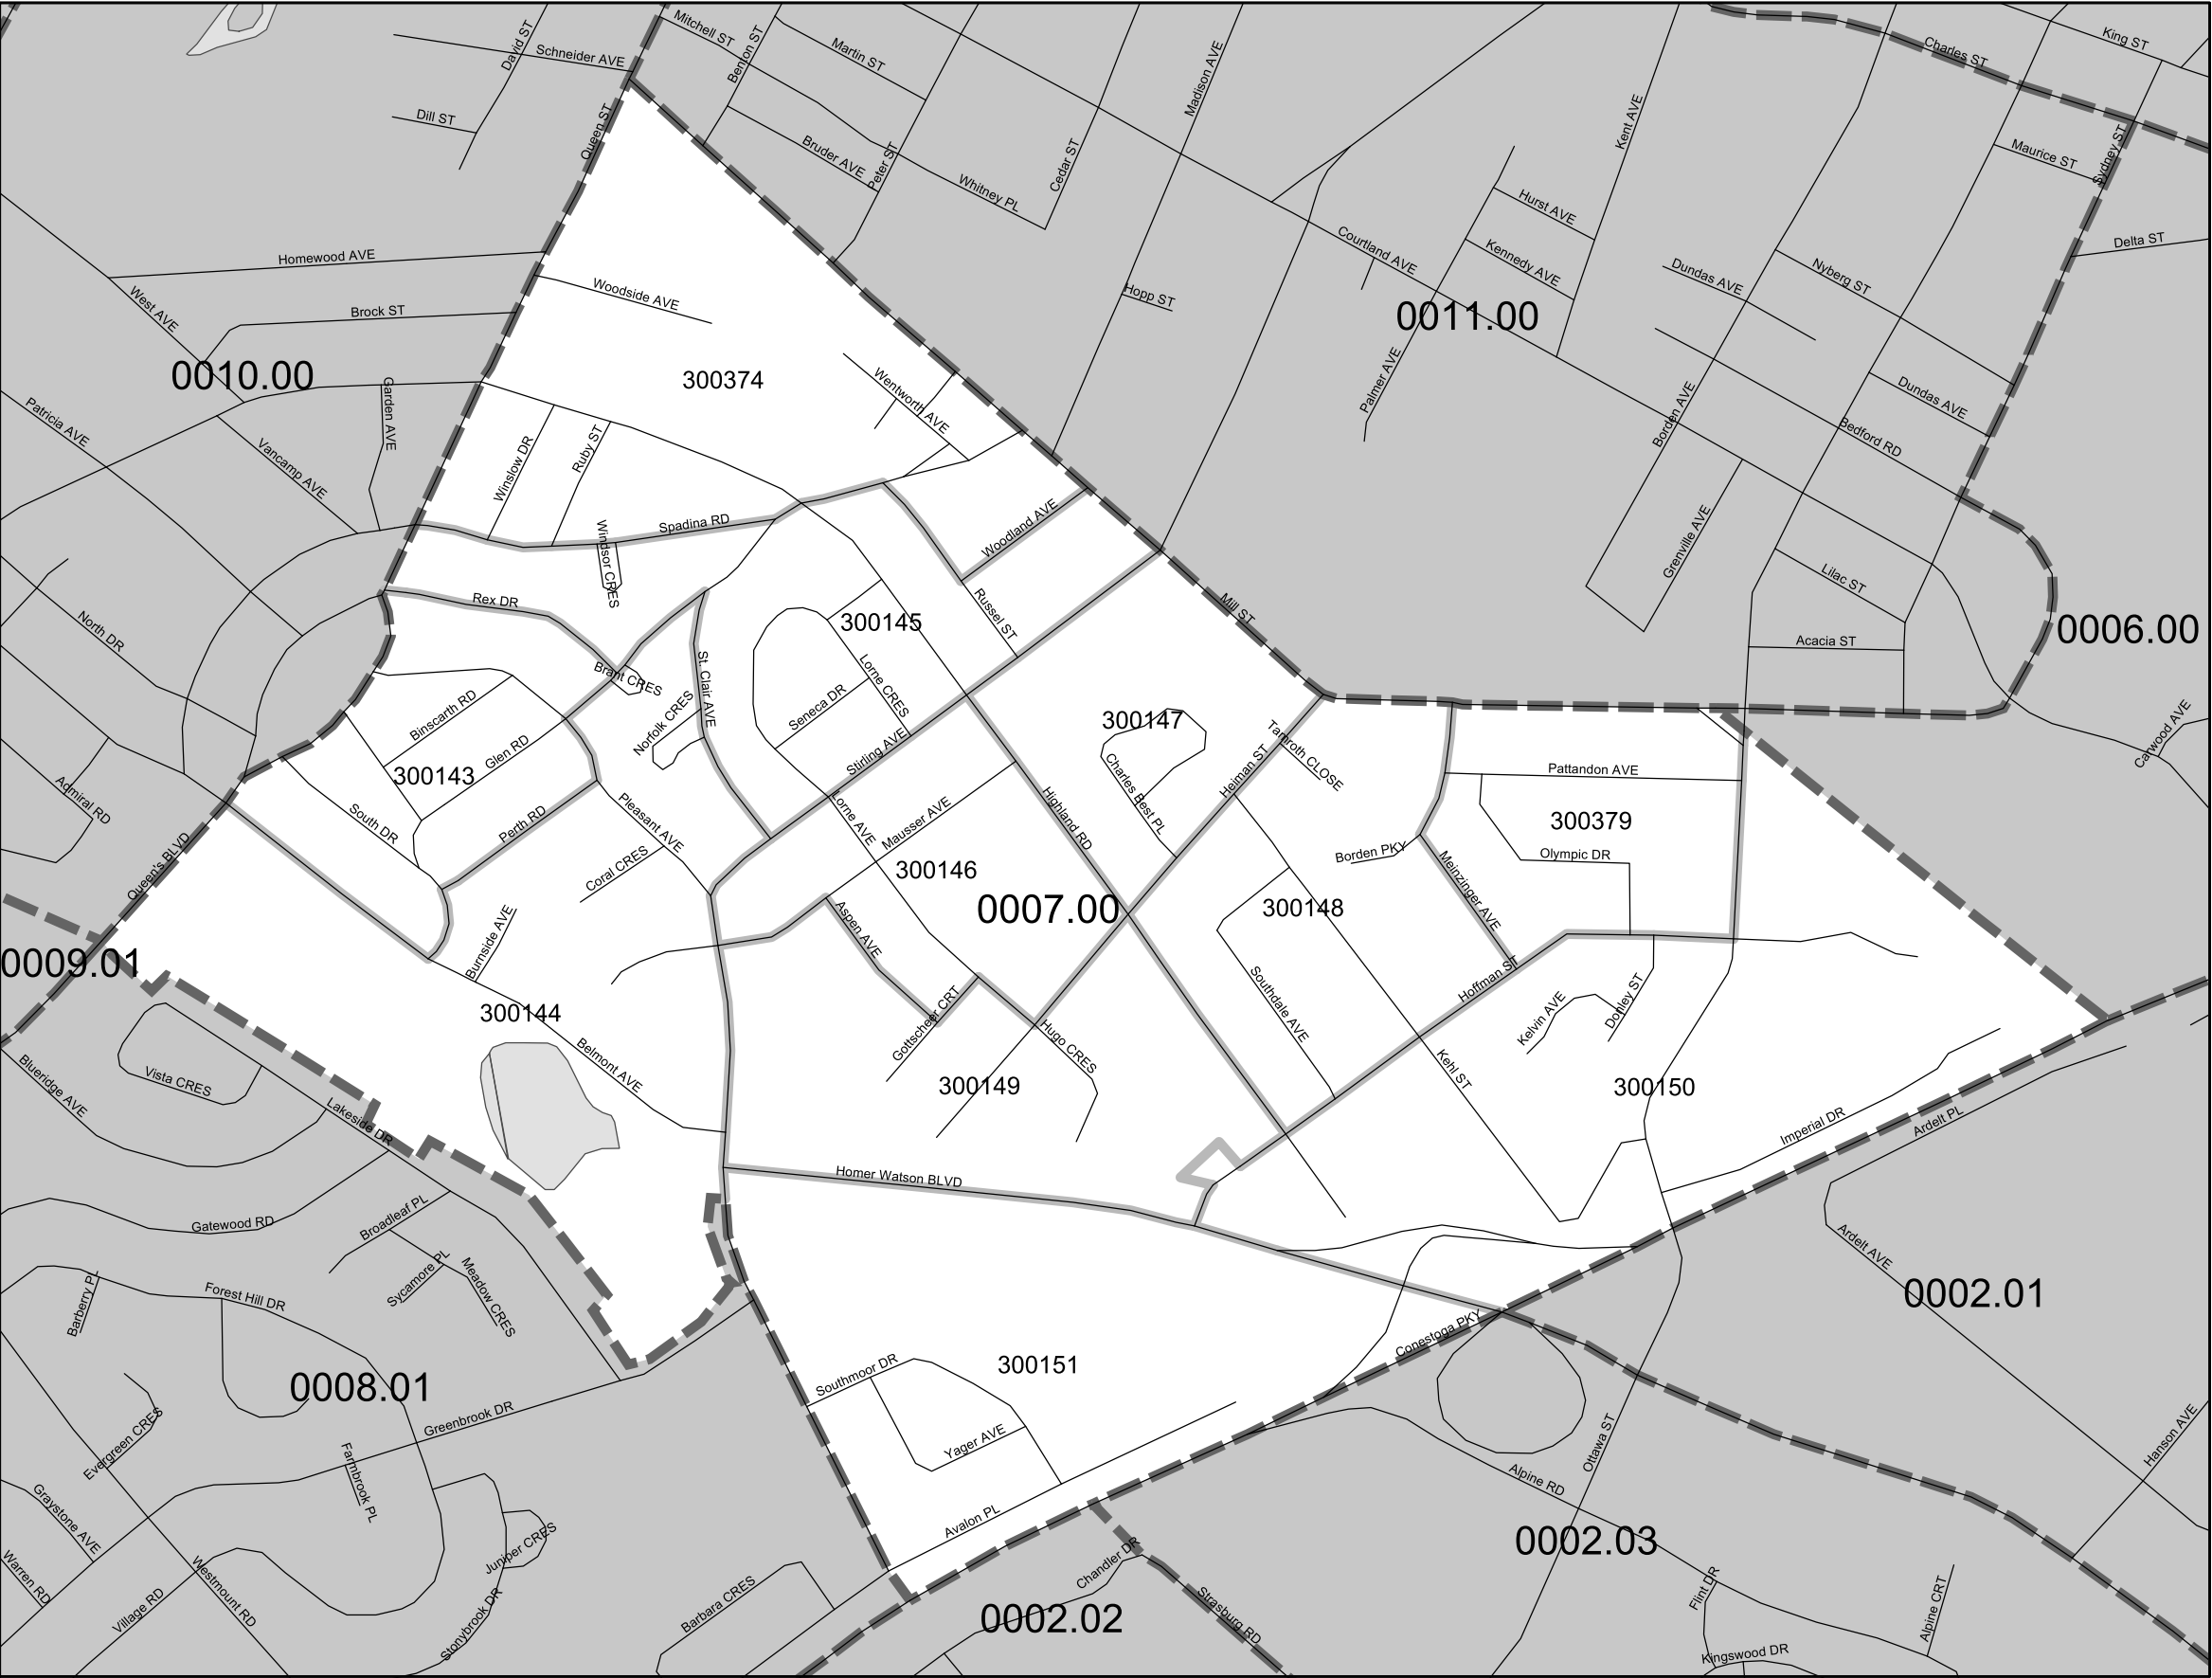 Mitchell ST
Benton ST
Martin ST
King ST
Charles ST
David ST
Schneider AVE
Madison AVE
Dill ST
Queen ST
Bruder AVE
Peter ST
Whitney PL
Cedar ST
Kent AVE
Maurice ST
Sydney ST
Hurst AVE
Kennedy AVE
Courtland AVE
Delta ST
Homewood AVE
West AVE
Woodside AVE
Hopp ST
Dundas AVE
Nyberg ST
Brock ST
0011.00
0010.00
300374
Garden AVE
Patricia AVE
Wentworth AVE
Palmer AVE
Borden AVE
Dundas AVE
Bedford RD
Vancamp AVE
Winslow DR
Ruby ST
Spadina RD
Woodland AVE
Grenville AVE
Windsor CRES
Lilac ST
Rex DR
Russel ST
Mill ST
North DR
300145
Acacia ST
0006.00
Brant CRES
St. Clair AVE
Lorne CRES
Seneca DR
Binscarth RD
Norfolk CRES
300147
Carwood AVE
Glen RD
Stirling AVE
Tamroth CLOSE
Heiman ST
Pattandon AVE
300143
Charles Best PL
Admiral RD
South DR
Perth RD
Pleasant AVE
Lorne AVE
Mausser AVE
Highland RD
300379
Queen's BLVD
Coral CRES
300146
Borden PKY
Olympic DR
Meinzinger AVE
0007.00
300148
Aspen AVE
Burnside AVE
0009.01
Southdale AVE
Hoffman ST
300144
Gottscheer CRT
Hugo CRES
Kelvin AVE
Donley ST
Belmont AVE
Vista CRES
Blueridge AVE
300149
Kehl ST
300150
Lakeside DR
Imperial DR
Ardelt PL
Homer Watson BLVD
Gatewood RD
Broadleaf PL
Ardelt AVE
Sycamore PL
Meadow CRES
Barberry PL
Forest Hill DR
0002.01
Conestoga PKY
300151
Southmoor DR
0008.01
Greenbrook DR
Evergreen CRES
Farmbrook PL
Yager AVE
Ottawa ST
Hanson AVE
Alpine RD
Graystone AVE
Avalon PL
0002.03
Juniper CRES
Warren RD
Village RD
Westmount RD
Stonybrook DR
Barbara CRES
Chandler DR
0002.02
Strasburg RD
Flint DR
Alpine CRT
Kingswood DR